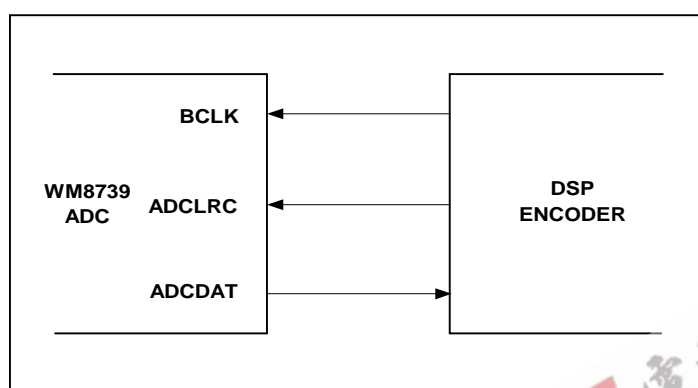 BCLK
WM8739
ADC
ADCLRC
DSP
ENCODER
ADCDAT